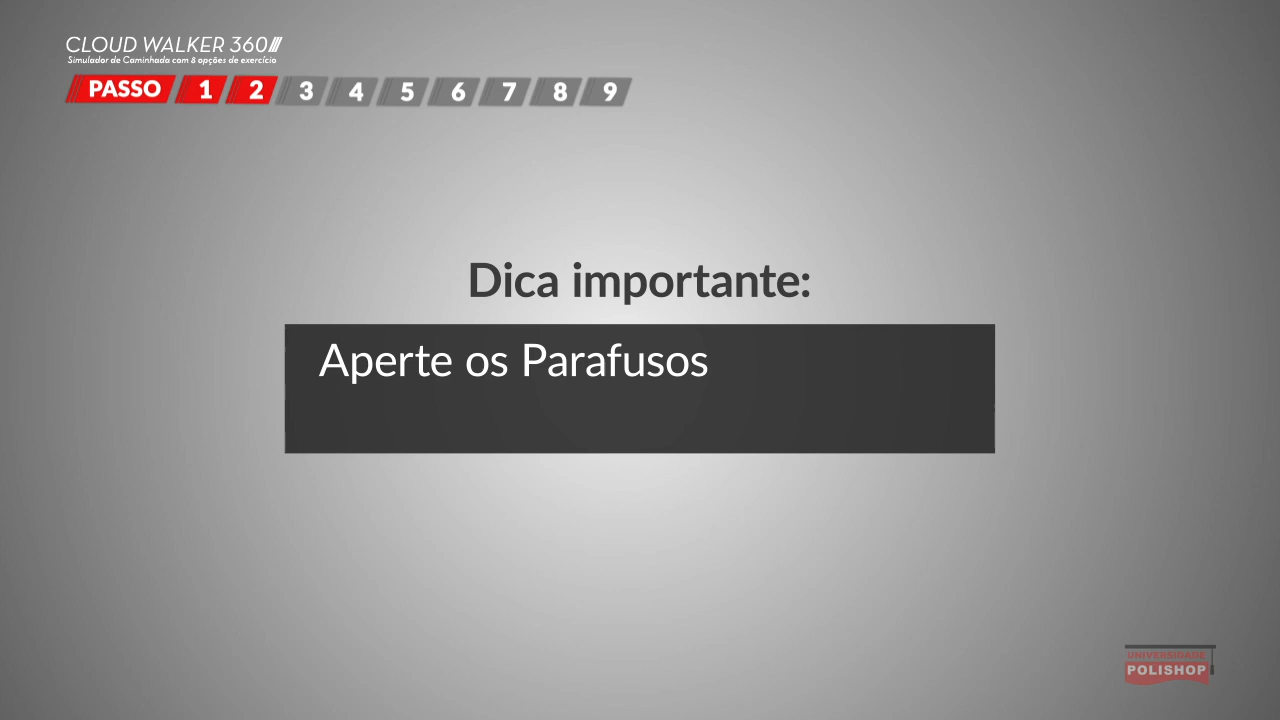 CLOUD WALKER 360
Simulador de Caminhada com 8 opções de exercício
PASSO 1 2 3 4 5 6 7 8 9
Dica importante:
Aperte os Parafusos
UNIVERSIDADE
POLISHOP